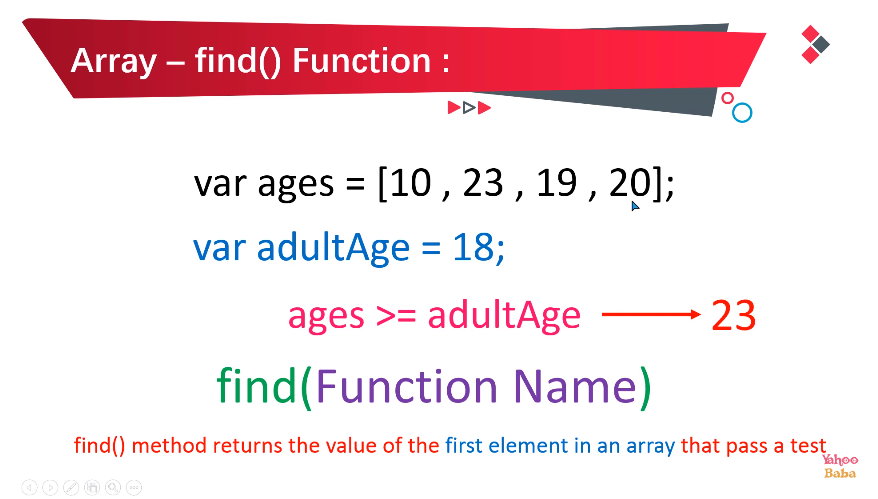 Array – find() Function :
var ages = [10 , 23 , 19 , 20];
var adultAge = 18;
ages >= adultAge 23
find(Function Name)
find() method returns the value of the first element in an array that pass a test
Yahoo
Baba